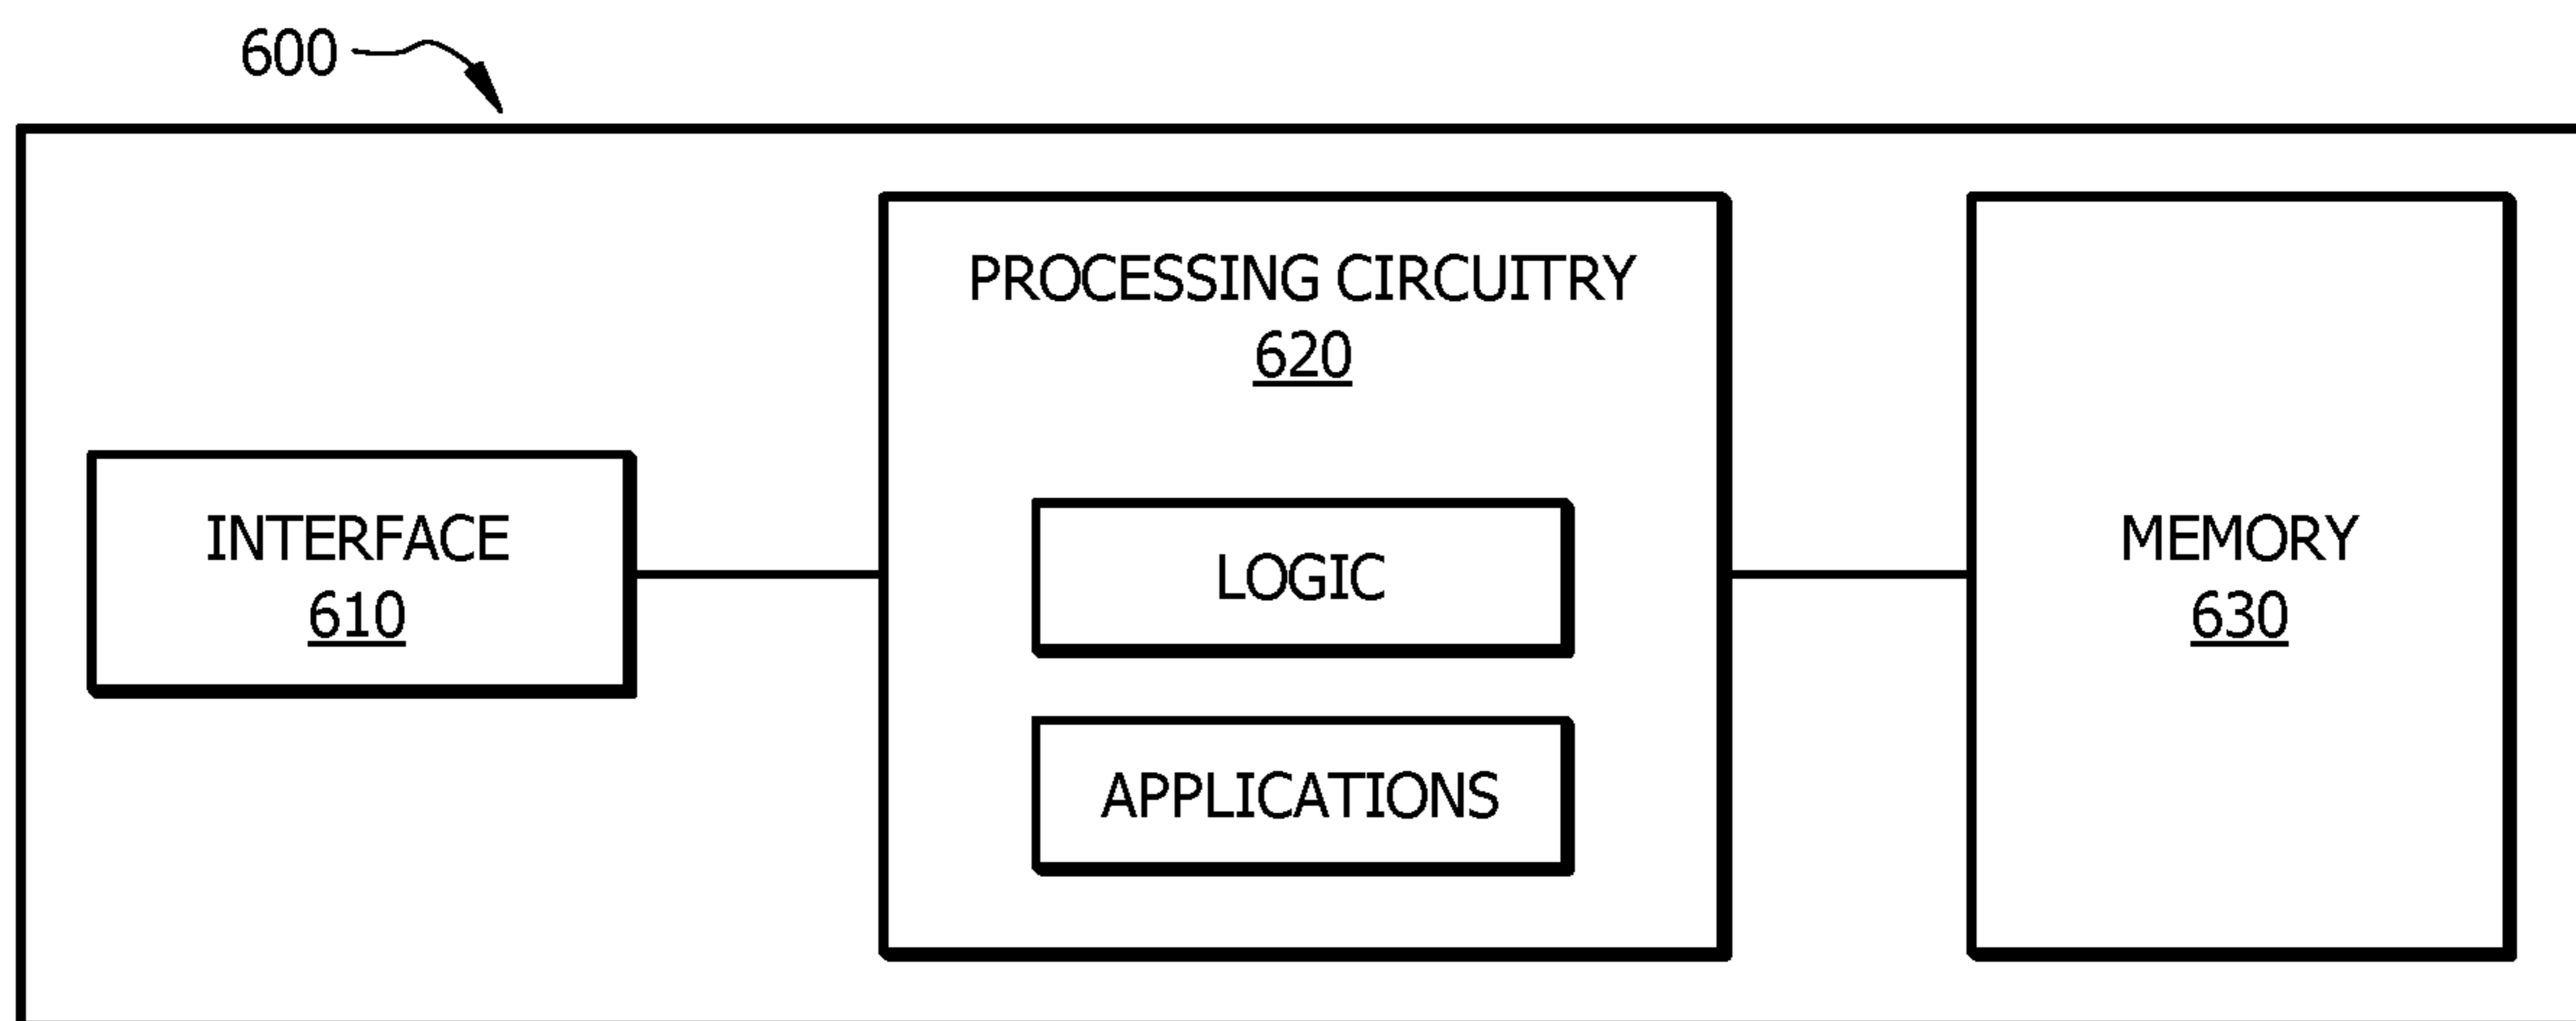 600
PROCESSING CIRCUITRY
620
INTERFACE
610
LOGIC
APPLICATIONS
MEMORY
630